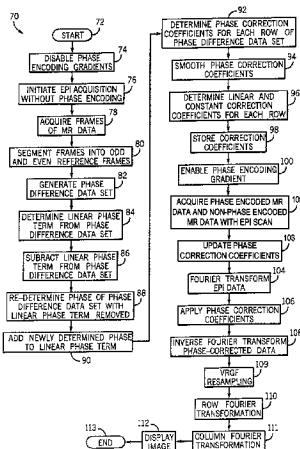 70
72
START
74
DISABLE PHASE
ENCODING GRADIENTS
76
INITIATE EPI ACQUISITION
WITHOUT PHASE ENCODING
78
ACQUIRE FRAMES
OF MR DATA
80
SEGMENT FRAMES INTO ODD
AND EVEN REFERENCE FRAMES
82
GENERATE PHASE
DIFFERENCE DATA SET
84
DETERMINE LINEAR PHASE
TERM FROM PHASE
DIFFERENCE DATA SET
86
SUBTRACT LINEAR PHASE
TERM FROM PHASE
DIFFERENCE DATA SET
88
RE-DETERMINE PHASE OF PHASE
DIFFERENCE DATA SET WITH
LINEAR PHASE TERM REMOVED
ADD NEWLY DETERMINED PHASE
TO LINEAR PHASE TERM
90
92
DETERMINE PHASE CORRECTION
COEFFICIENTS FOR EACH ROW OF
PHASE DIFFERENCE DATA SET
94
SMOOTH PHASE CORRECTION
COEFFICIENTS
96
DETERMINE LINEAR AND
CONSTANT CORRECTION
COEFFICIENTS FOR EACH ROW
98
STORE CORRECTION
COEFFICIENTS
100
ENABLE PHASE ENCODING
GRADIENT
ACQUIRE PHASE ENCODED MR
DATA AND NON-PHASE ENCODED
MR DATA WITH EPI SCAN
103
UPDATE PHASE
CORRECTION COEFFICIENTS
104
FOURIER TRANSFORM
EPI DATA
106
APPLY PHASE CORRECTION
COEFFICIENTS
INVERSE FOURIER TRANSFORM
PHASE-CORRECTED DATA
109
VRGF
RESAMPLING
110
ROW FOURIER
TRANSFORMATION
111
COLUMN FOURIER
TRANSFORMATION
112
DISPLAY
IMAGE
113
END